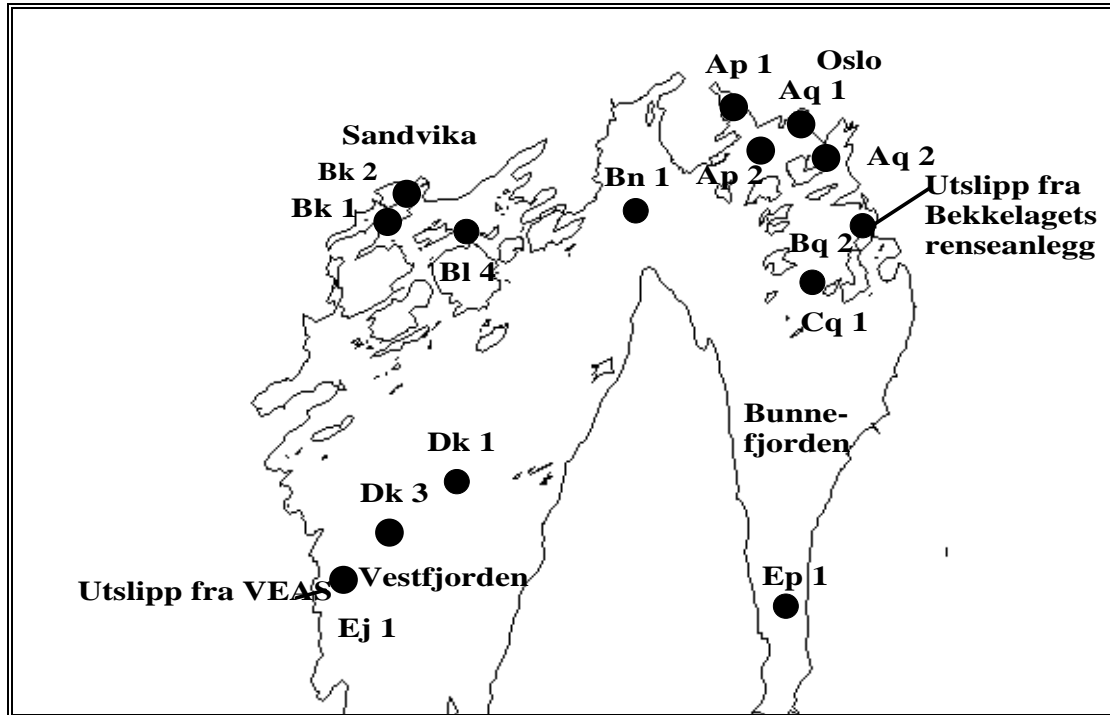 Oslo
Ap 1
Aq 1
Sandvika
Bk 2
Aq 2
Ap 2
Bn 1
Bk 1
Utslipp fra
Bekkelagets
renseanlegg
Bq 2
Bl 4
Cq 1
Bunne-
fjorden
Dk 1
Dk 3
Vestfjorden
Ep 1
Utslipp fra VEAS
Ej 1